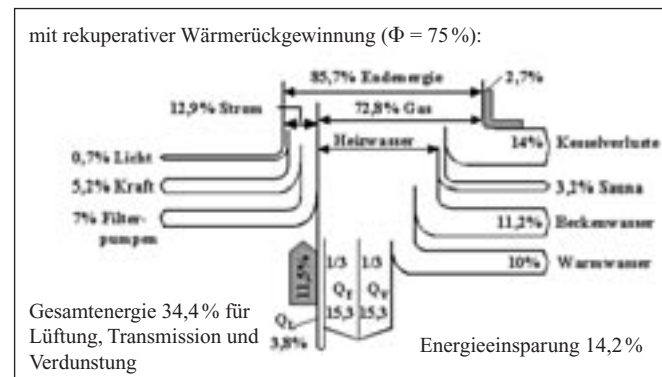 mit rekuperativer Wärmerückgewinnung (Φ = 75 %):
85,7% Endenergie
2,7%
12,9% Strom
72,8% Gas
Heizwasser
14% Kesselverluste
0,7% Licht
5,2% Kraft
3,2% Sauna
7% Filter-
pumpen
11,2% Beckenwasser
10% Warmwasser
11,5%
1/3 1/3
Q_T Q_V
15,3 15,3
Q_L
3,8%
Gesamtenergie 34,4 % für
Lüftung, Transmission und
Verdunstung
Energieeinsparung 14,2 %